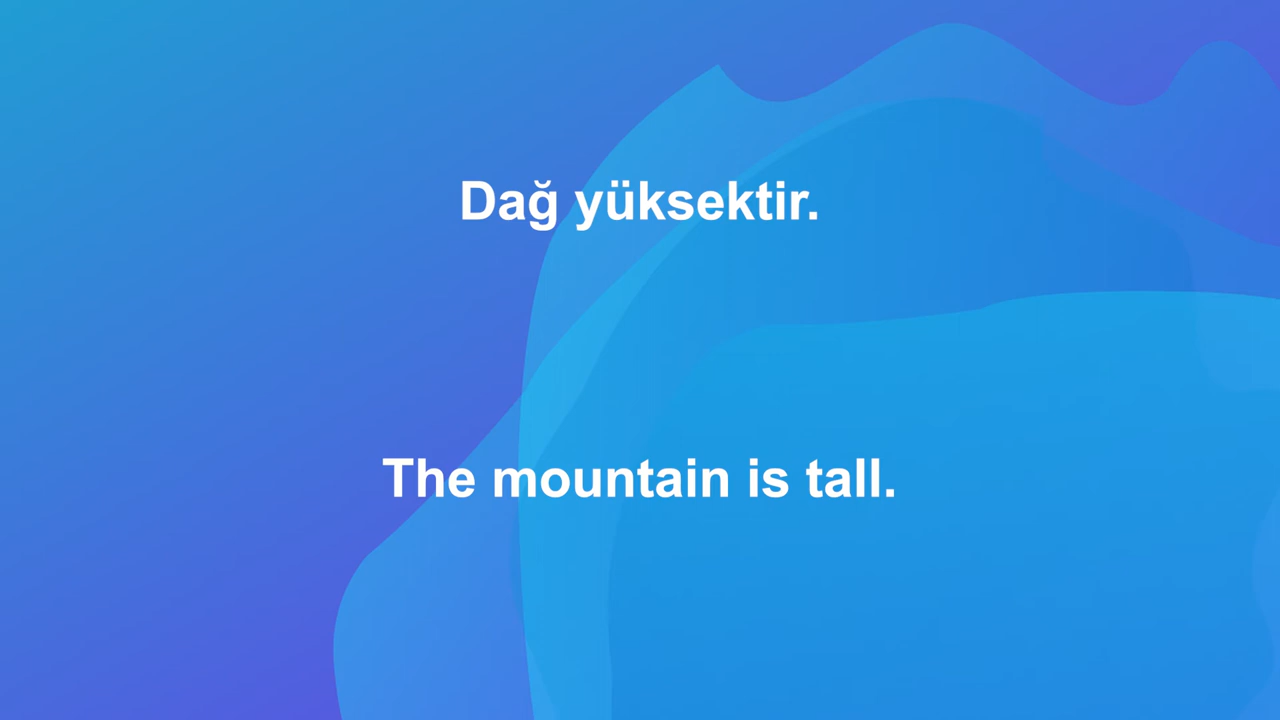 Dağ yüksektir.
The mountain is tall.